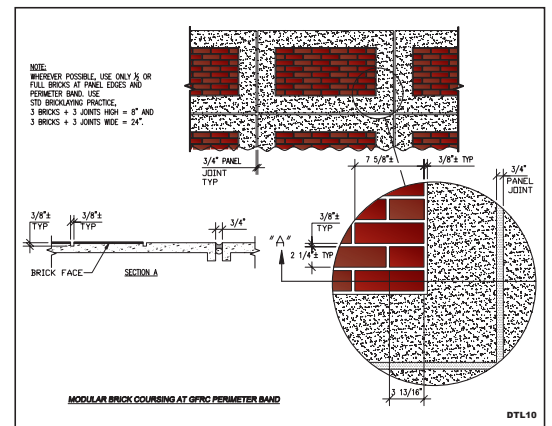 NOTE:
WHEREVER POSSIBLE, USE ONLY ½ OR
FULL BRICKS AT PANEL EDGES AND
PERIMETER BAND. USE
STD BRICKLAYING PRACTICE,
3 BRICKS + 3 JOINTS HIGH = 8" AND
3 BRICKS + 3 JOINTS WIDE = 24".
3/4" PANEL
JOINT
TYP
7 5/8"±
3/8"± TYP
3/4"
PANEL
JOINT
3/8"±
TYP
3/8"±
TYP
3/4"
"A"
3/8"±
TYP
2 1/4"± TYP
BRICK FACE
SECTION A
3 13/16"
MODULAR BRICK COURSING AT GFRC PERIMETER BAND
DTL10